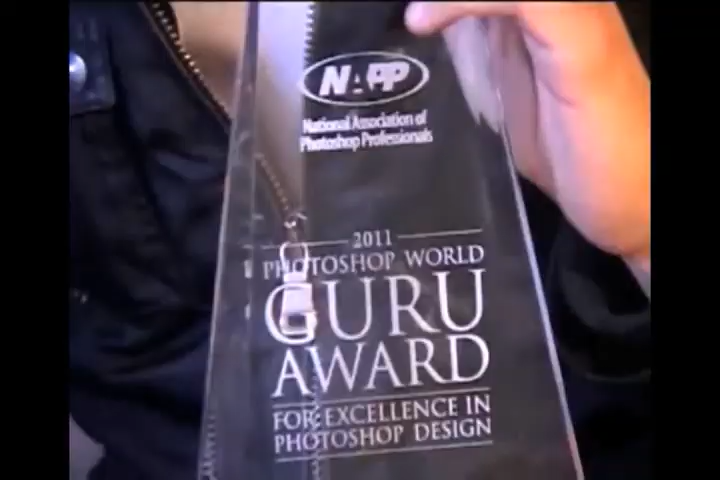 NAPP
National Association of
Photoshop Professionals
2011
PHOTOSHOP WORLD
GURU
AWARD
FOR EXCELLENCE IN
PHOTOSHOP DESIGN